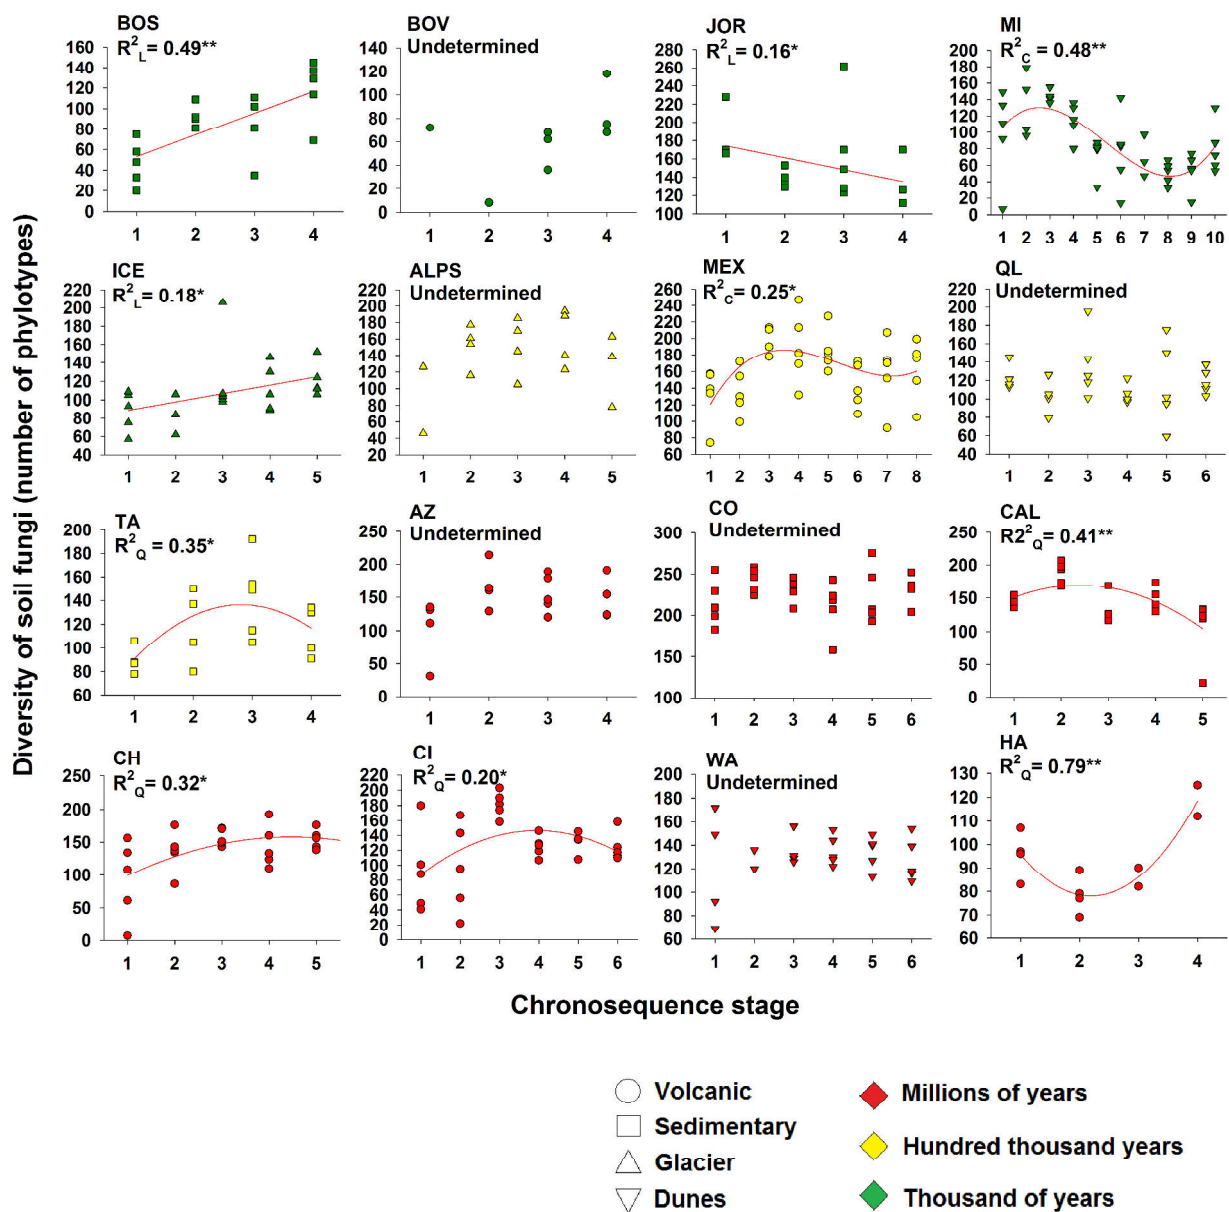 Diversity of soil fungi (number of phylotypes)
BOS
R²L= 0.49**
160
140
120
100
80
60
40
20
0
1 2 3 4
BOV
Undetermined
140
120
100
80
60
40
20
0
1 2 3 4
JOR
R²L= 0.16*
280
260
240
220
200
180
160
140
120
100
1 2 3 4
MI
R²C= 0.48**
200
180
160
140
120
100
80
60
40
20
0
1 2 3 4 5 6 7 8 9 10
ICE
R²L= 0.18*
220
200
180
160
140
120
100
80
60
40
1 2 3 4 5
ALPS
Undetermined
220
200
180
160
140
120
100
80
60
40
20
1 2 3 4 5
MEX
R²C= 0.25*
260
240
220
200
180
160
140
120
100
80
60
1 2 3 4 5 6 7 8
QL
Undetermined
220
200
180
160
140
120
100
80
60
40
1 2 3 4 5 6
TA
R²Q= 0.35*
200
180
160
140
120
100
80
60
1 2 3 4
AZ
Undetermined
250
200
150
100
50
0
1 2 3 4
CO
Undetermined
300
250
200
150
100
1 2 3 4 5 6
CAL
R2²Q= 0.41**
250
200
150
100
50
0
1 2 3 4 5
CH
R²Q= 0.32*
250
200
150
100
50
0
1 2 3 4 5
CI
R²Q= 0.20*
220
200
180
160
140
120
100
80
60
40
20
0
1 2 3 4 5 6
WA
Undetermined
200
180
160
140
120
100
80
60
1 2 3 4 5 6
HA
R²Q= 0.79**
130
120
110
100
90
80
70
60
1 2 3 4
Chronosequence stage
Volcanic
Sedimentary
Glacier
Dunes
Millions of years
Hundred thousand years
Thousand of years